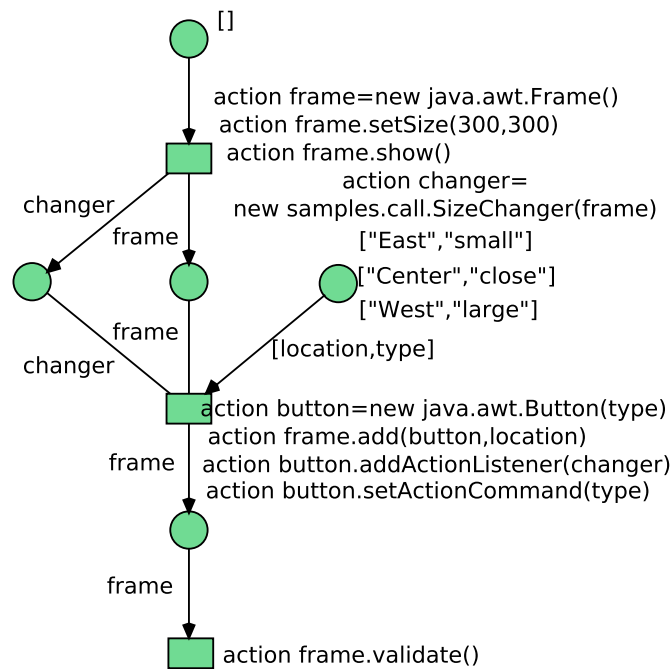 []
action frame=new java.awt.Frame()
action frame.setSize(300,300)
action frame.show()
action changer=
new samples.call.SizeChanger(frame)
changer
frame
["East","small"]
["Center","close"]
["West","large"]
frame
changer
[location,type]
action button=new java.awt.Button(type)
action frame.add(button,location)
frame
action button.addActionListener(changer)
action button.setActionCommand(type)
frame
action frame.validate()